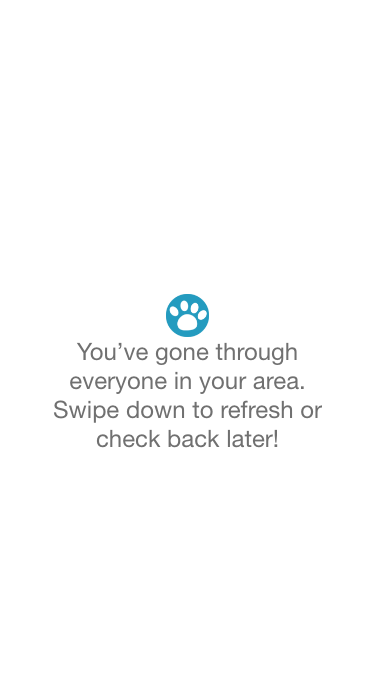 You’ve gone through
everyone in your area.
Swipe down to refresh or
check back later!